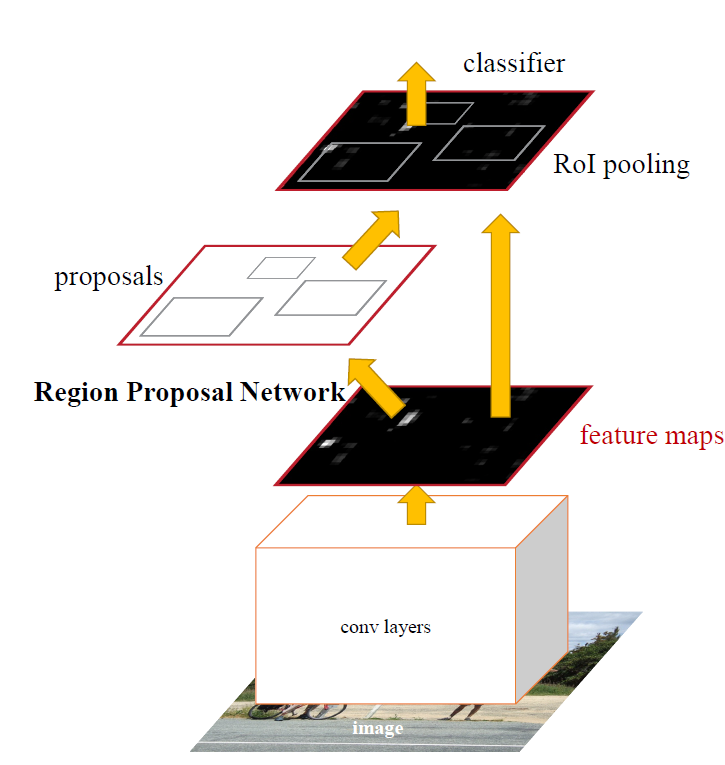 classifier
RoI pooling
proposals
Region Proposal Network
feature maps
conv layers
image